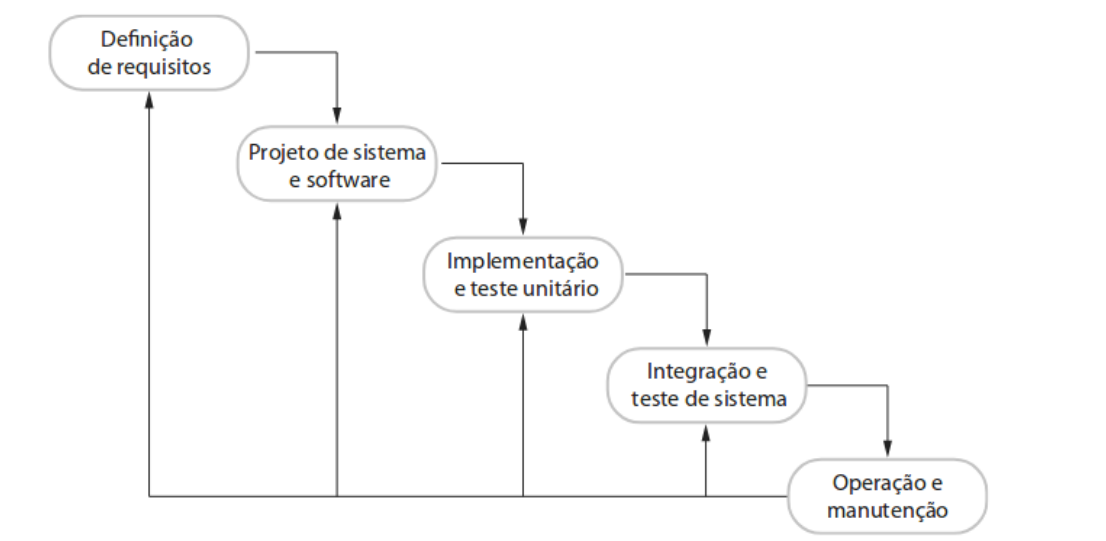 Definição
de requisitos
Projeto de sistema
e software
Implementação
e teste unitário
Integração e
teste de sistema
Operação e
manutenção